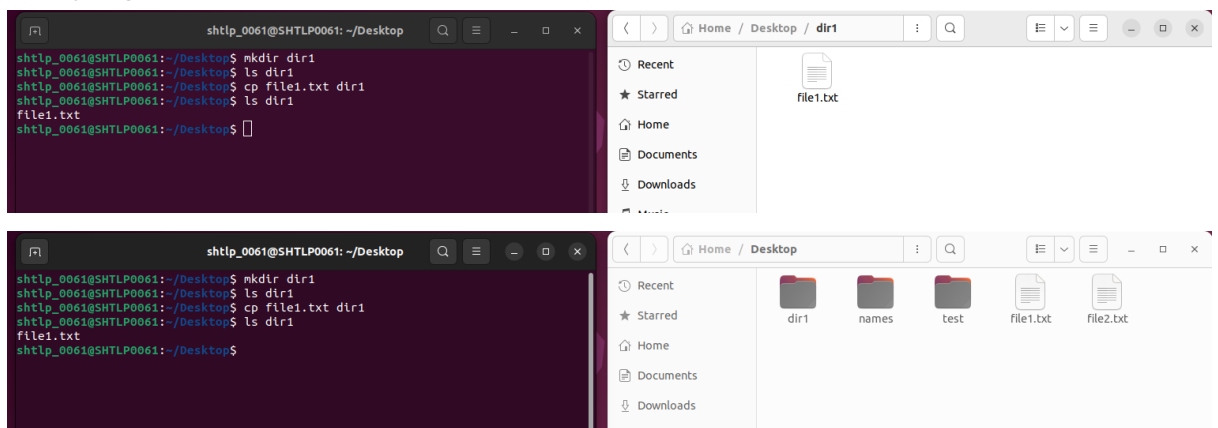 shtlp_0061@SHTLP0061: ~/Desktop
shtlp_0061@SHTLP0061:~/Desktop$ mkdir dir1
shtlp_0061@SHTLP0061:~/Desktop$ ls dir1
shtlp_0061@SHTLP0061:~/Desktop$ cp file1.txt dir1
shtlp_0061@SHTLP0061:~/Desktop$ ls dir1
file1.txt
shtlp_0061@SHTLP0061:~/Desktop$
Home / Desktop / dir1
Recent
Starred
Home
Documents
Downloads
file1.txt
shtlp_0061@SHTLP0061: ~/Desktop
shtlp_0061@SHTLP0061:~/Desktop$ mkdir dir1
shtlp_0061@SHTLP0061:~/Desktop$ ls dir1
shtlp_0061@SHTLP0061:~/Desktop$ cp file1.txt dir1
shtlp_0061@SHTLP0061:~/Desktop$ ls dir1
file1.txt
shtlp_0061@SHTLP0061:~/Desktop$
Home / Desktop
Recent
Starred
Home
Documents
Downloads
dir1 names test file1.txt file2.txt